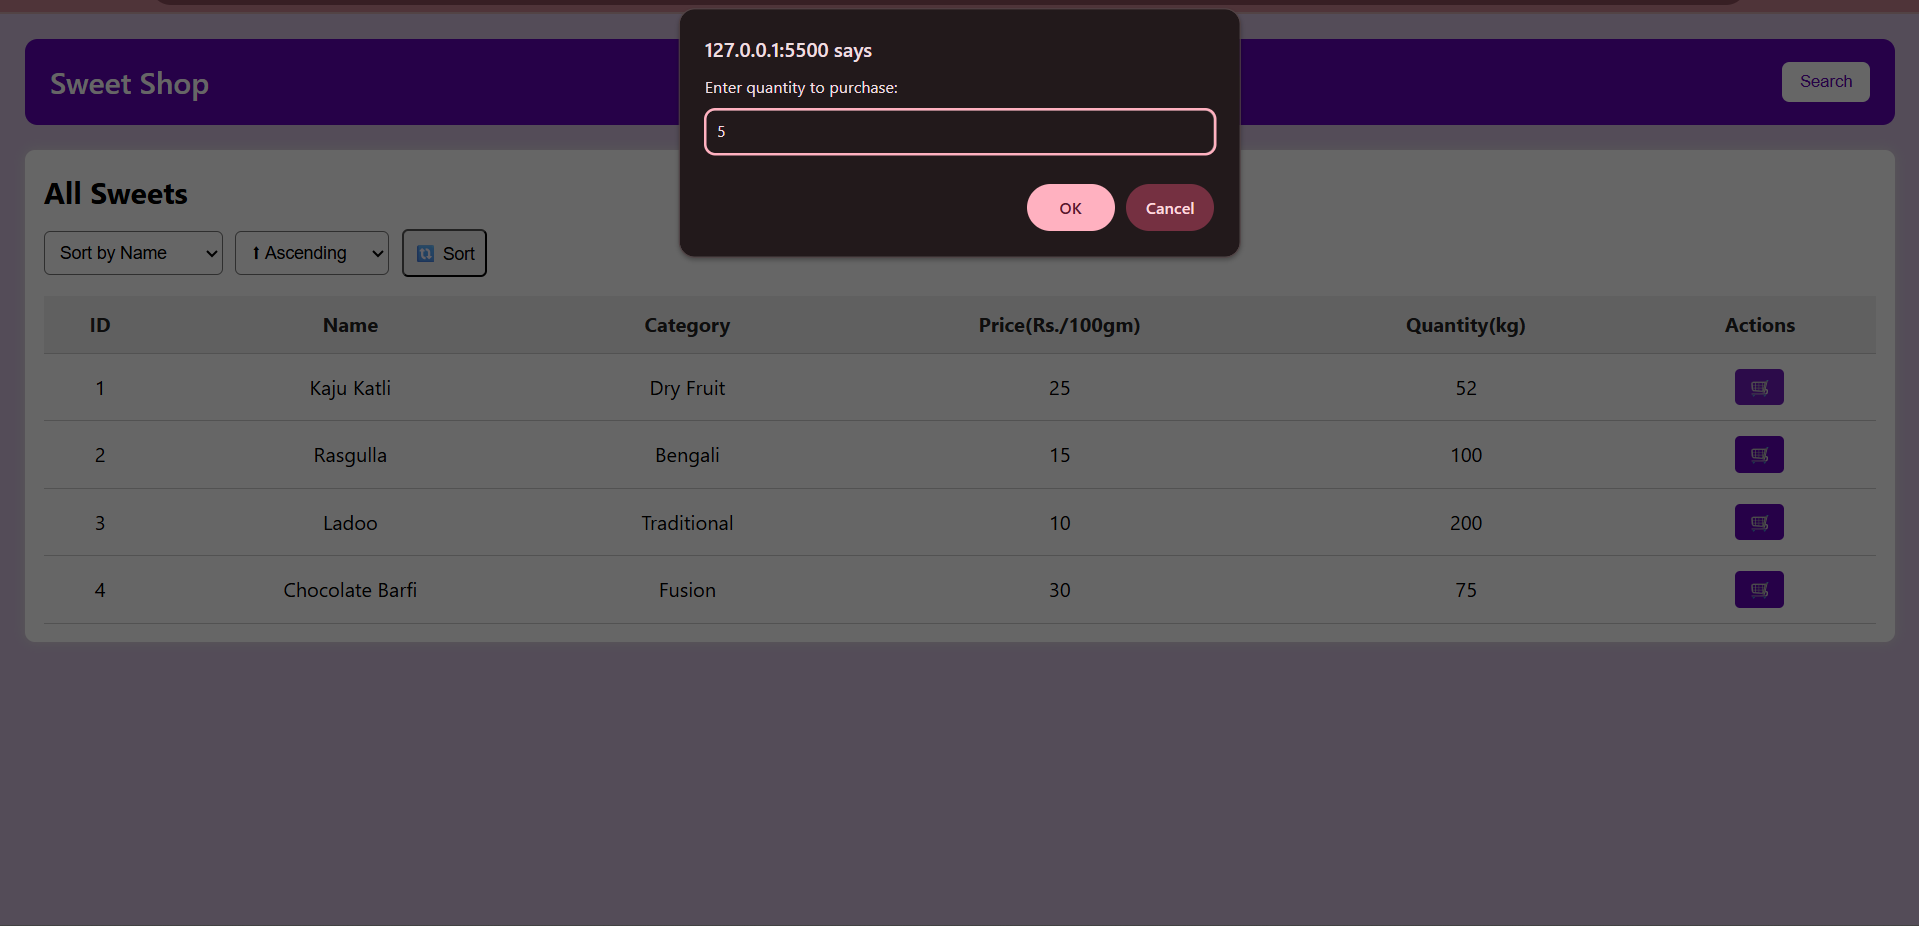 127.0.0.1:5500 says
Enter quantity to purchase:
5
OK Cancel
Sweet Shop
Search
All Sweets
Sort by Name ⭡ Ascending 🔃 Sort
ID Name Category Price(Rs./100gm) Quantity(kg) Actions
1 Kaju Katli Dry Fruit 25 52 🛒
2 Rasgulla Bengali 15 100 🛒
3 Ladoo Traditional 10 200 🛒
4 Chocolate Barfi Fusion 30 75 🛒